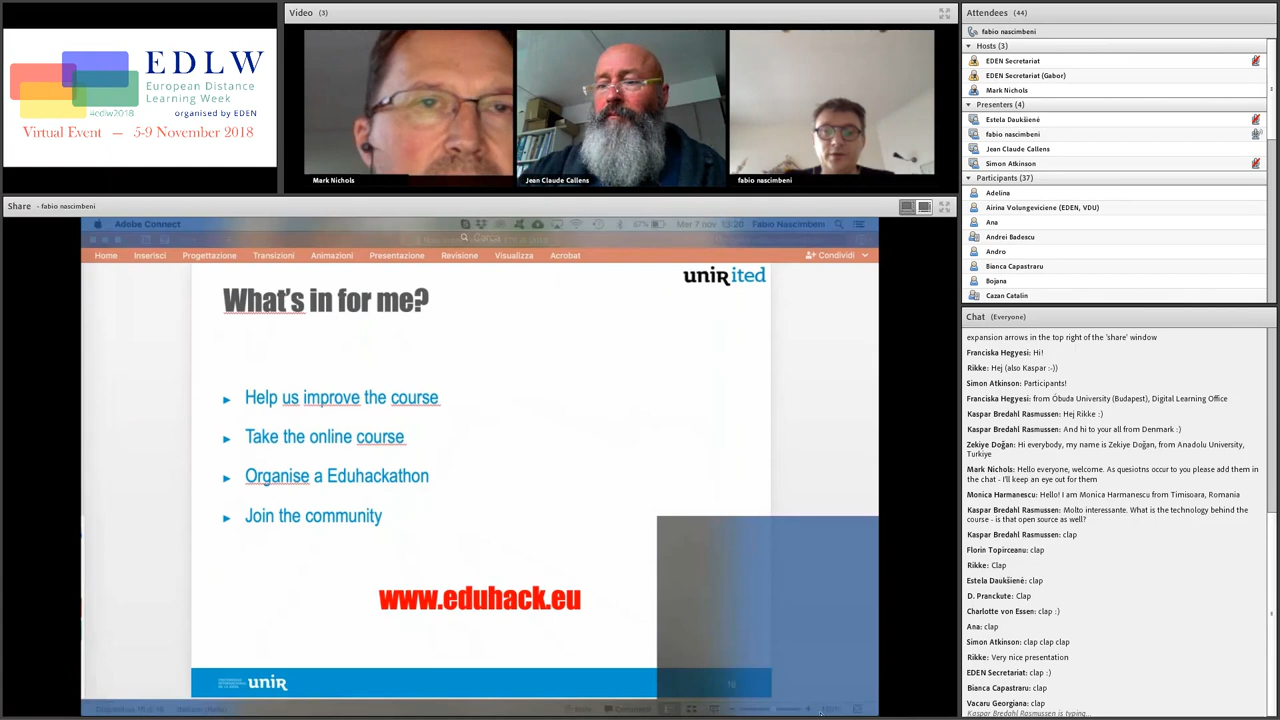 EDLW
European Distance
Learning Week
#edlw2018
organised by EDEN
Virtual Event — 5-9 November 2018
Video (3)
Mark Nichols
Jean Claude Callens
fabio nascimbeni
Share - fabio nascimbeni
Adobe Connect
67%
Mer 7 nov 13:20 Fabio Nascimbeni
Cerca
Home Inserisci Progettazione Transizioni Animazioni Presentazione Revisione Visualizza Acrobat
Condividi
uniRited
What's in for me?
Help us improve the course
Take the online course
Organise a Eduhackathon
Join the community
www.eduhack.eu
uniR
Attendees (44)
fabio nascimbeni
Hosts (3)
EDEN Secretariat
EDEN Secretariat (Gabor)
Mark Nichols
Presenters (4)
Estela Daukšienė
fabio nascimbeni
Jean Claude Callens
Simon Atkinson
Participants (37)
Adelina
Airina Volungeviciene (EDEN, VDU)
Ana
Andrei Badescu
Andro
Bianca Capastraru
Bojana
Cazan Catalin
Chat (Everyone)
expansion arrows in the top right of the 'share' window
Franciska Hegyesi: Hi!
Rikke: Hej (also Kaspar :-))
Simon Atkinson: Participants!
Franciska Hegyesi: from Óbuda University (Budapest), Digital Learning Office
Kaspar Bredahl Rasmussen: Hej Rikke :)
Kaspar Bredahl Rasmussen: And hi to your all from Denmark :)
Zekiye Doğan: Hi everybody, my name is Zekiye Doğan, from Anadolu University,
Turkiye
Mark Nichols: Hello everyone, welcome. As quesiotns occur to you please add them in
the chat - I'll keep an eye out for them
Monica Harmanescu: Hello! I am Monica Harmanescu from Timisoara, Romania
Kaspar Bredahl Rasmussen: Molto interessante. What is the technology behind the
course - is that open source as well?
Kaspar Bredahl Rasmussen: clap
Florin Topirceanu: clap
Rikke: Clap
Estela Daukšienė: clap
D. Pranckute: Clap
Charlotte von Essen: clap :)
Ana: clap
Simon Atkinson: clap clap clap
Rikke: Very nice presentation
EDEN Secretariat: clap :)
Bianca Capastraru: clap
Vacaru Georgiana: clap
Kaspar Bredahl Rasmussen is typing...